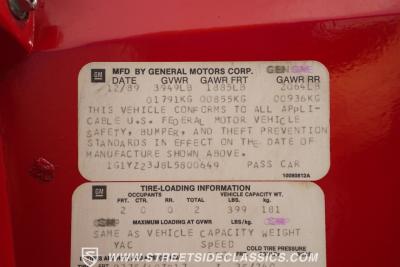 GM MFD BY GENERAL MOTORS CORP.
DATE GVWR GAWR FRT GAWR RR
12/89 3949LB 1885LB 2064LB
01791KG 00855KG 00936KG
THIS VEHICLE CONFORMS TO ALL APPLI-
CABLE U.S. FEDERAL MOTOR VEHICLE
SAFETY, BUMPER, AND THEFT PREVENTION
STANDARDS IN EFFECT ON THE DATE OF
MANUFACTURE SHOWN ABOVE.
1G1YZ23J8L5800649 PASS CAR
10080812A
GM TIRE-LOADING INFORMATION
OCCUPANTS VEHICLE CAPACITY WT.
FRT. CTR. RR. TOTAL LBS. KG.
2 0 0 2 399 181
MAXIMUM LOADING AT GVWR
SAME AS VEHICLE CAPACITY WEIGHT
YAC SPEED COLD TIRE PRESSURE
WWW.STREETSIDECLASSICS.COM